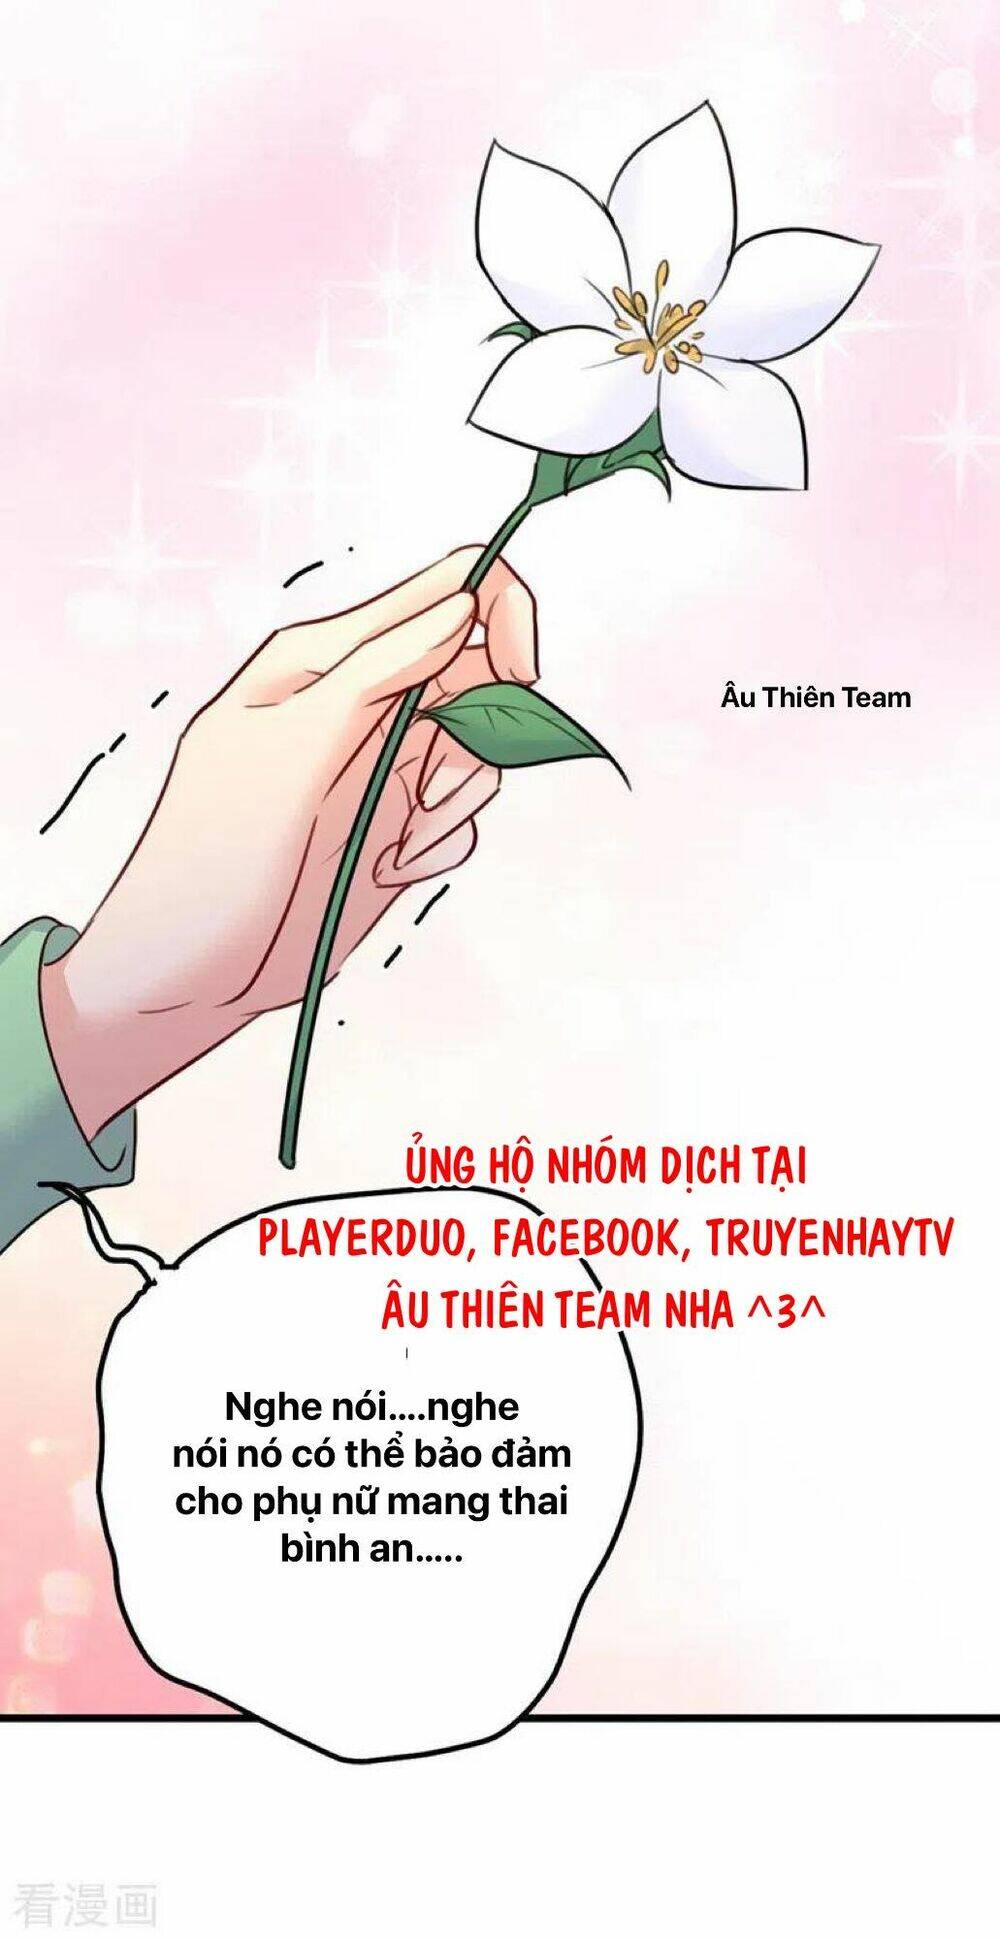 Âu Thiên Team
ỦNG HỘ NHÓM DỊCH TẠI
PLAYERDUO, FACEBOOK, TRUYENHAYTV
ÂU THIÊN TEAM NHA ^3^
Nghe nói....nghe
nói nó có thể bảo đảm
cho phụ nữ mang thai
bình an.....
看漫画